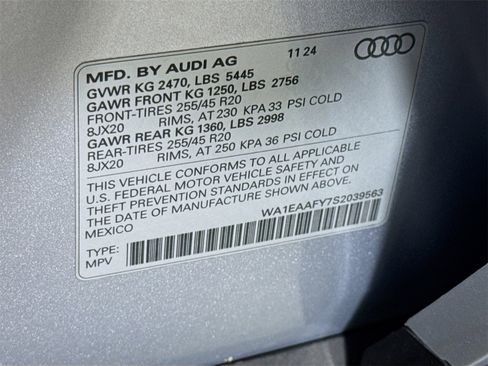 MFD. BY AUDI AG 11 24
GVWR KG 2470, LBS 5445
GAWR FRONT KG 1250, LBS 2756
FRONT-TIRES 255/45 R20
8JX20 RIMS, AT 230 KPA 33 PSI COLD
GAWR REAR KG 1360, LBS 2998
REAR-TIRES 255/45 R20
8JX20 RIMS, AT 250 KPA 36 PSI COLD
THIS VEHICLE CONFORMS TO ALL APPLICABLE
U.S. FEDERAL MOTOR VEHICLE SAFETY AND
THEFT PREVENTION STANDARDS IN EFFECT ON
THE DATE OF MANUFACTURE SHOWN ABOVE
MEXICO
WA1EAAFY7S2039563
TYPE:
MPV